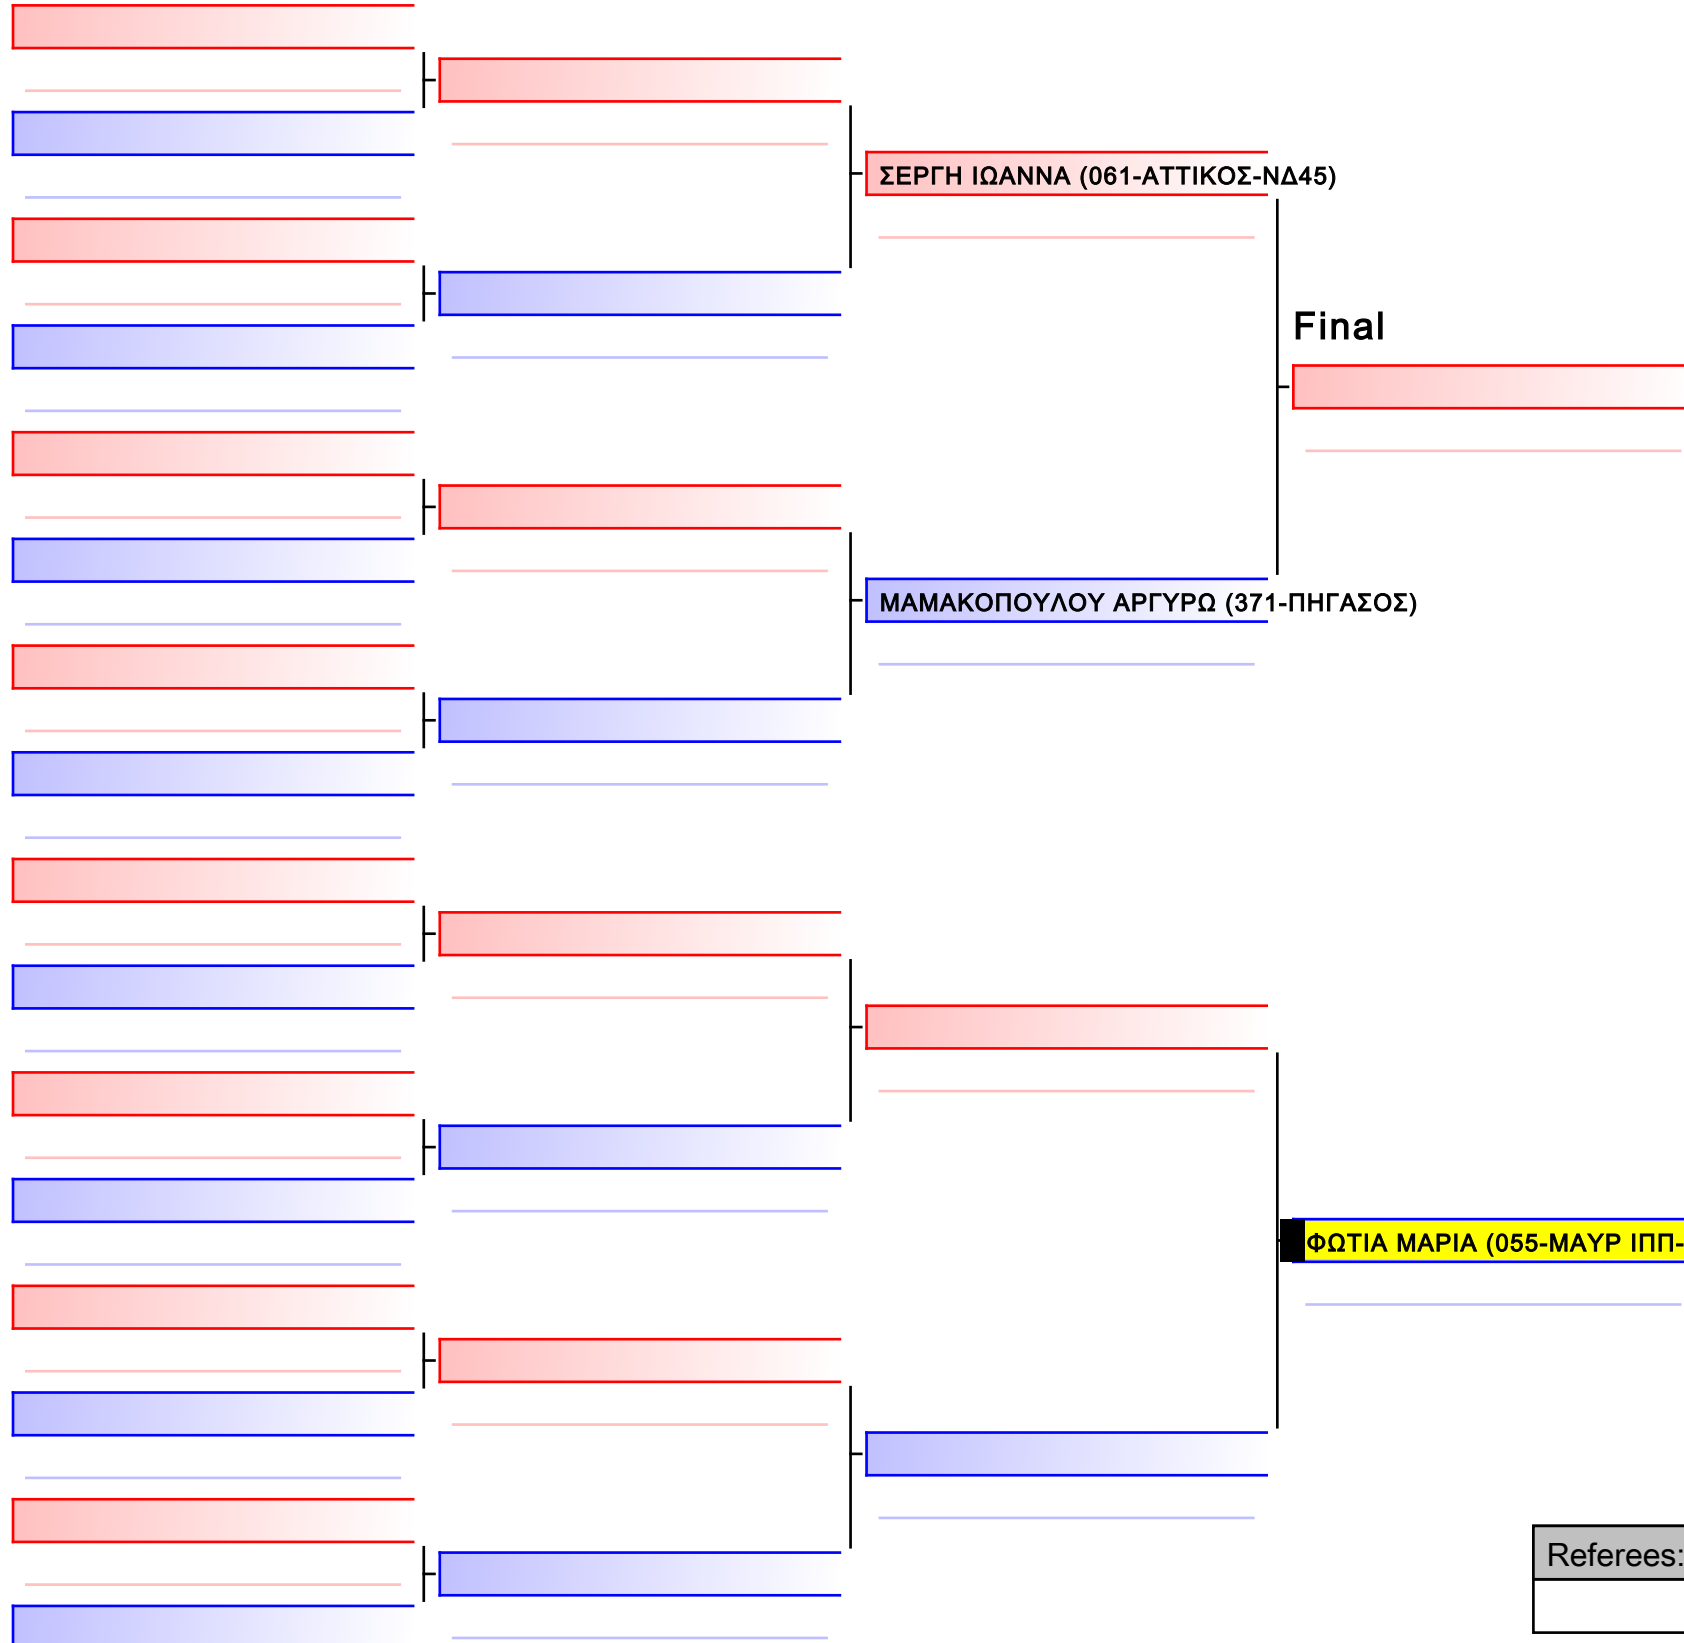 ΣΕΡΓΗ ΙΩΑΝΝΑ (061-ΑΤΤΙΚΟΣ-ΝΔ45)
Final
ΜΑΜΑΚΟΠΟΥΛΟΥ ΑΡΓΥΡΩ (371-ΠΗΓΑΣΟΣ)
ΦΩΤΙΑ ΜΑΡΙΑ (055-ΜΑΥΡ ΙΠΠ-
Referees: